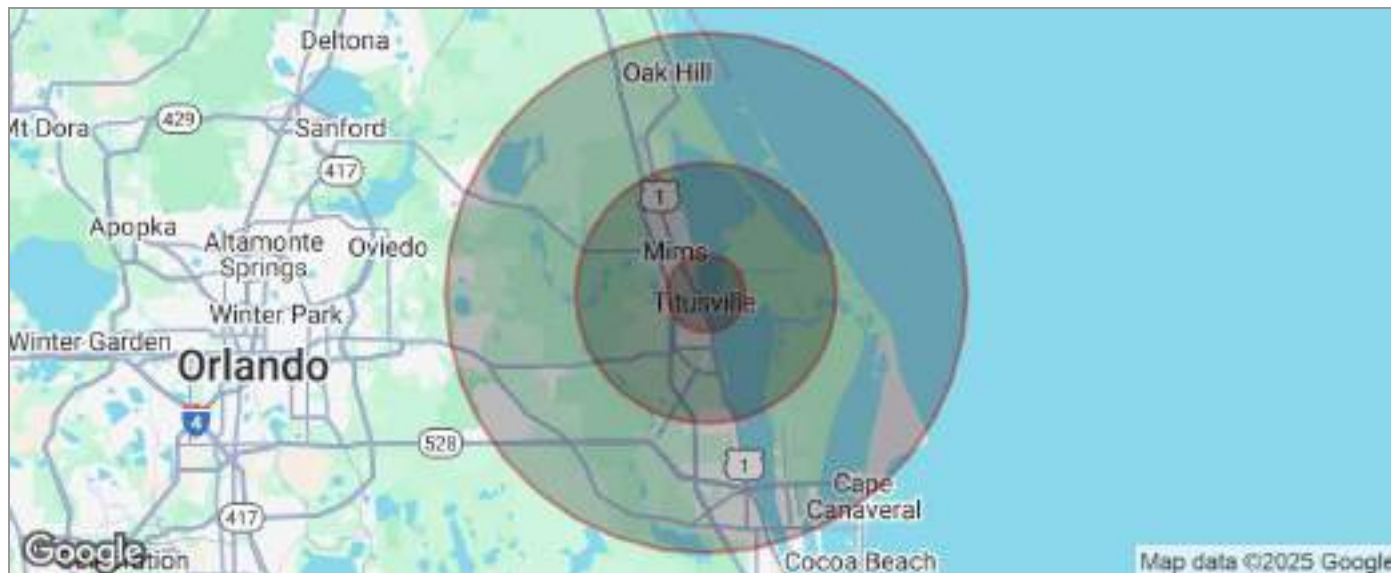 Deltona
Oak Hill
Mt Dora
429
Sanford
417
1
Apopka
Altamonte
Springs
Oviedo
Mims
Titusville
Winter Park
Winter Garden
Orlando
4
528
1
417
Cape
Canaveral
Google
Cocoa Beach
Map data ©2025 Google